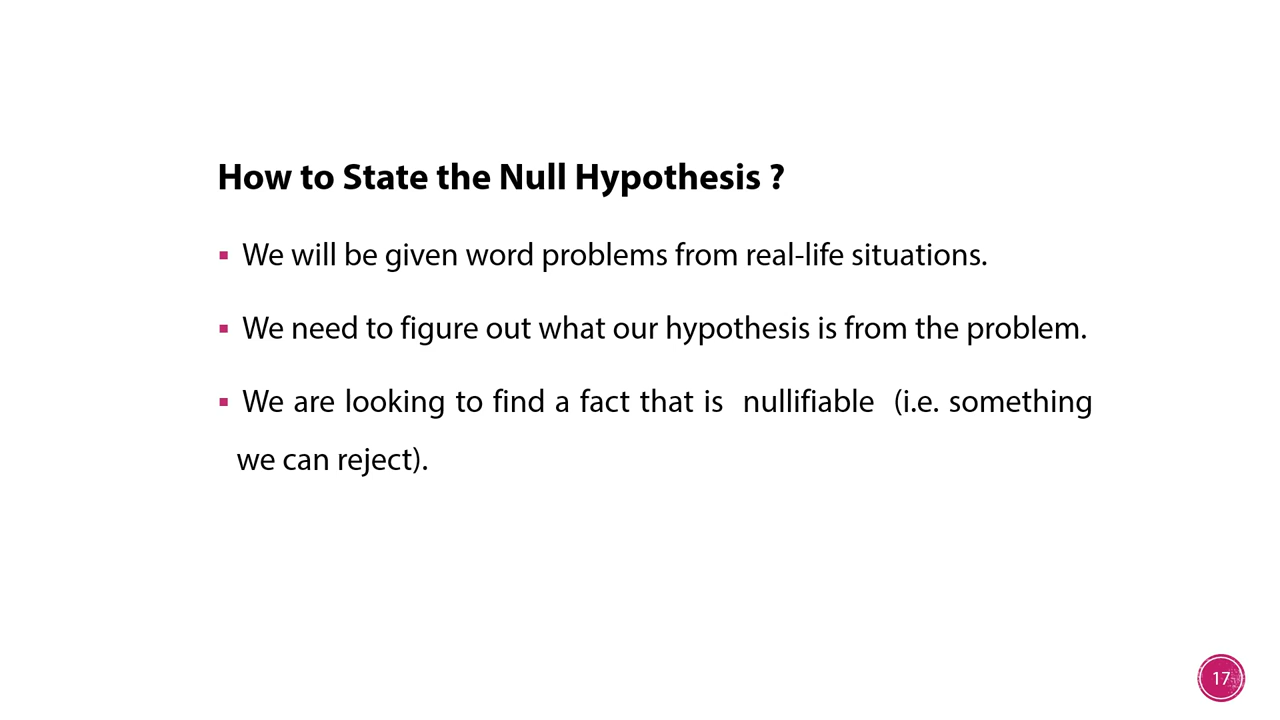 How to State the Null Hypothesis ?
▪ We will be given word problems from real-life situations.
▪ We need to figure out what our hypothesis is from the problem.
▪ We are looking to find a fact that is nullifiable (i.e. something
we can reject).
17